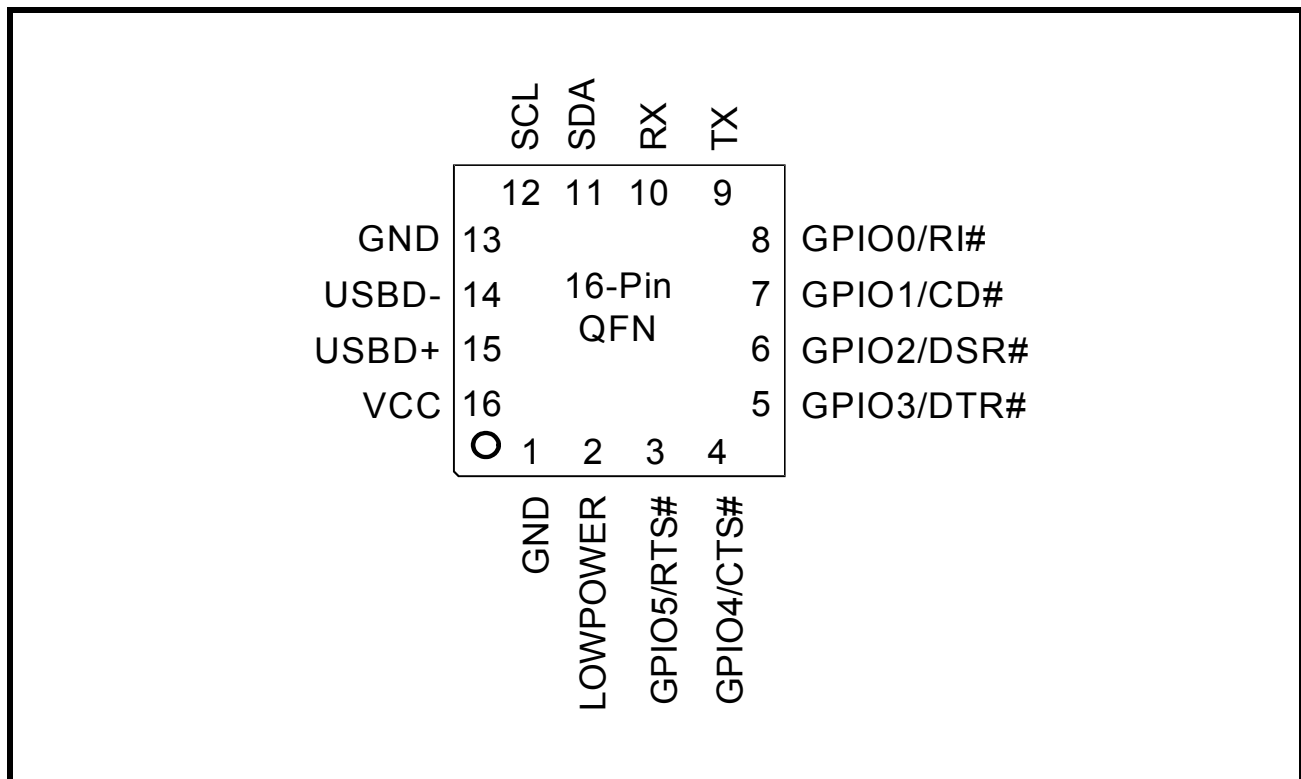 SCL
SDA
RX
TX
12 11 10 9
GND 13 8 GPIO0/RI#
USBD- 14 16-Pin 7 GPIO1/CD#
QFN
USBD+ 15 6 GPIO2/DSR#
VCC 16 5 GPIO3/DTR#
1 2 3 4
GND
LOWPOWER
GPIO5/RTS#
GPIO4/CTS#